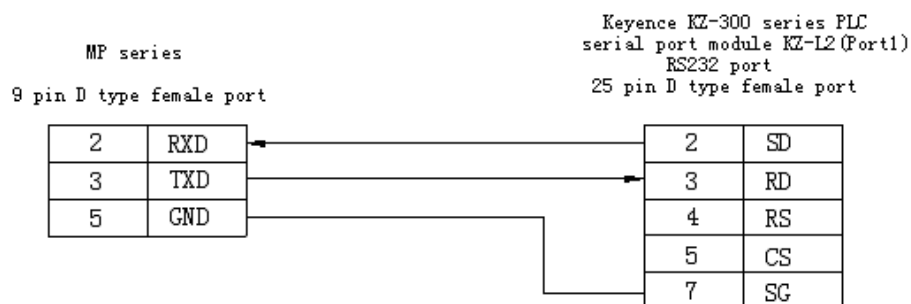 Keyence KZ-300 series PLC
MP series
serial port module KZ-L2(Port1)
RS232 port
9 pin D type female port
25 pin D type female port
2 RXD 2 SD
3 TXD 3 RD
5 GND 4 RS
5 CS
7 SG